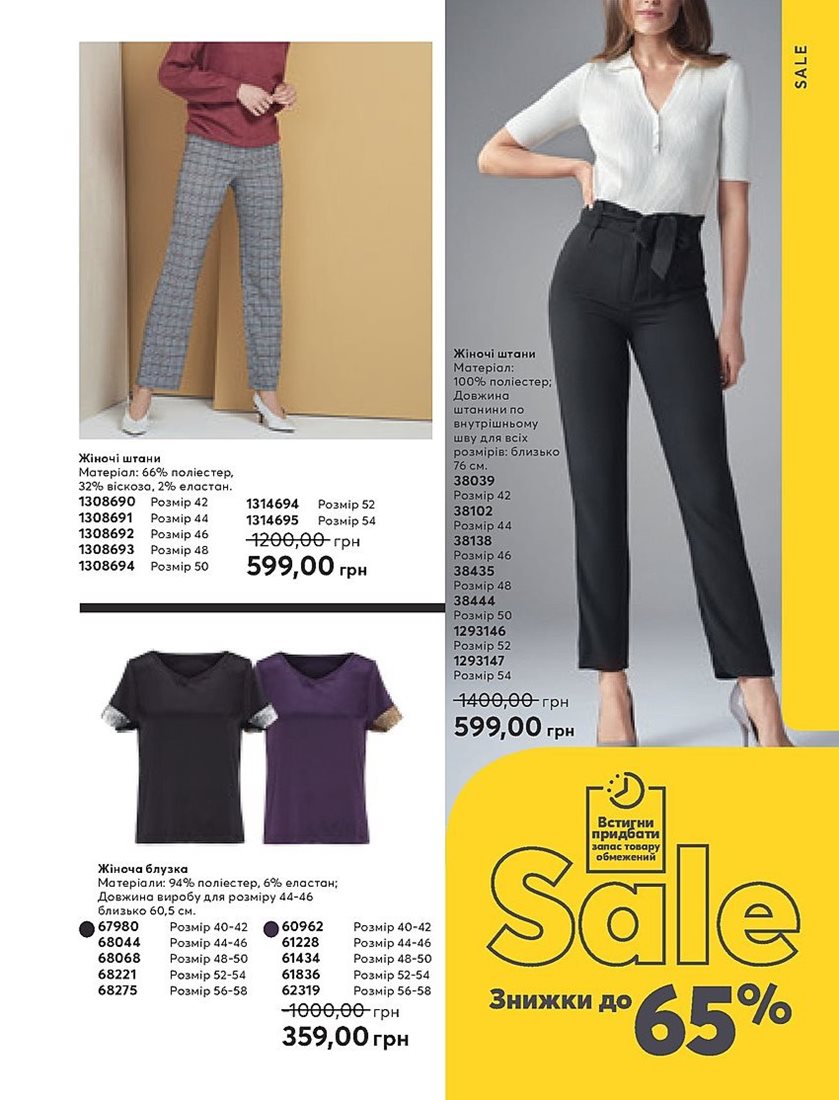 SALE
Жіночі штани
Матеріал: 66% поліестер,
32% віскоза, 2% еластан.
1308690 Розмір 42
1308691 Розмір 44
1308692 Розмір 46
1308693 Розмір 48
1308694 Розмір 50
1314694 Розмір 52
1314695 Розмір 54
1200,00 грн
599,00 грн
Жіночі штани
Матеріал:
100% поліестер;
Довжина
штанини по
внутрішньому
шву для всіх
розмірів: близько
76 см.
38039
Розмір 42
38102
Розмір 44
38138
Розмір 46
38435
Розмір 48
38444
Розмір 50
1293146
Розмір 52
1293147
Розмір 54
1400,00 грн
599,00 грн
Жіноча блузка
Матеріали: 94% поліестер, 6% еластан;
Довжина виробу для розміру 44-46
близько 60,5 см.
67980 Розмір 40-42
68044 Розмір 44-46
68068 Розмір 48-50
68221 Розмір 52-54
68275 Розмір 56-58
60962 Розмір 40-42
61228 Розмір 44-46
61434 Розмір 48-50
61836 Розмір 52-54
62319 Розмір 56-58
1000,00 грн
359,00 грн
Встигни
придбати
запас товару
обмежений
Sale
Знижки до 65%